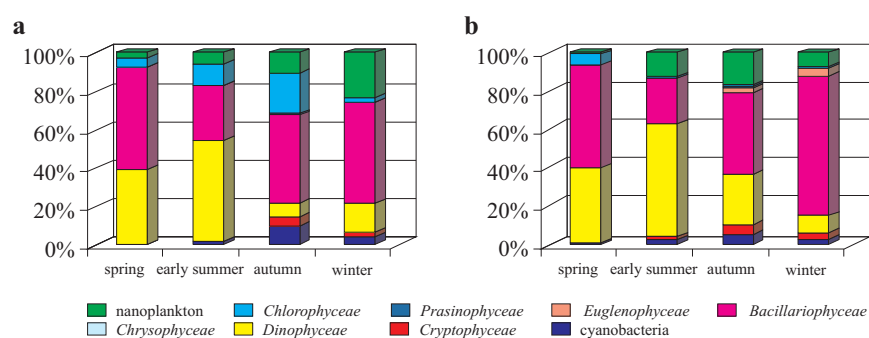 a
b
100%
80%
60%
40%
20%
0%
spring early summer autumn winter
100%
80%
60%
40%
20%
0%
spring early summer autumn winter
nanoplankton Chlorophyceae Prasinophyceae Euglenophyceae Bacillariophyceae
Chrysophyceae Dinophyceae Cryptophyceae cyanobacteria